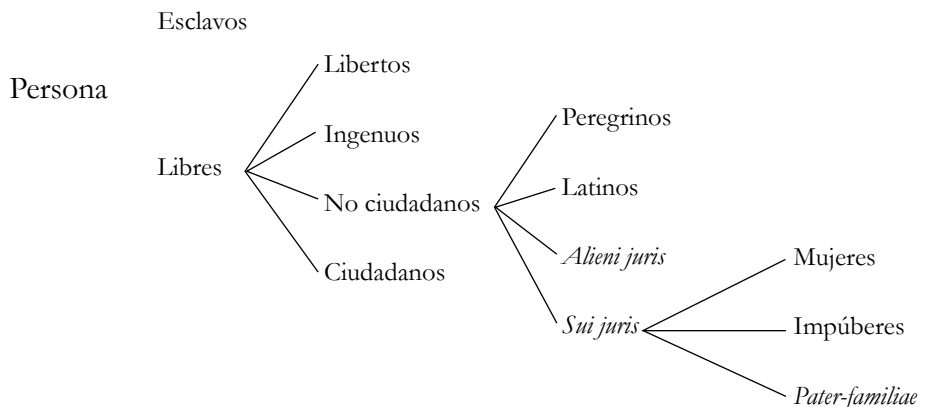 Esclavos
Libertos
Persona
Peregrinos
Ingenuos
Libres
Latinos
No ciudadanos
Alieni juris
Mujeres
Ciudadanos
Sui juris
Impúberes
Pater-familiae